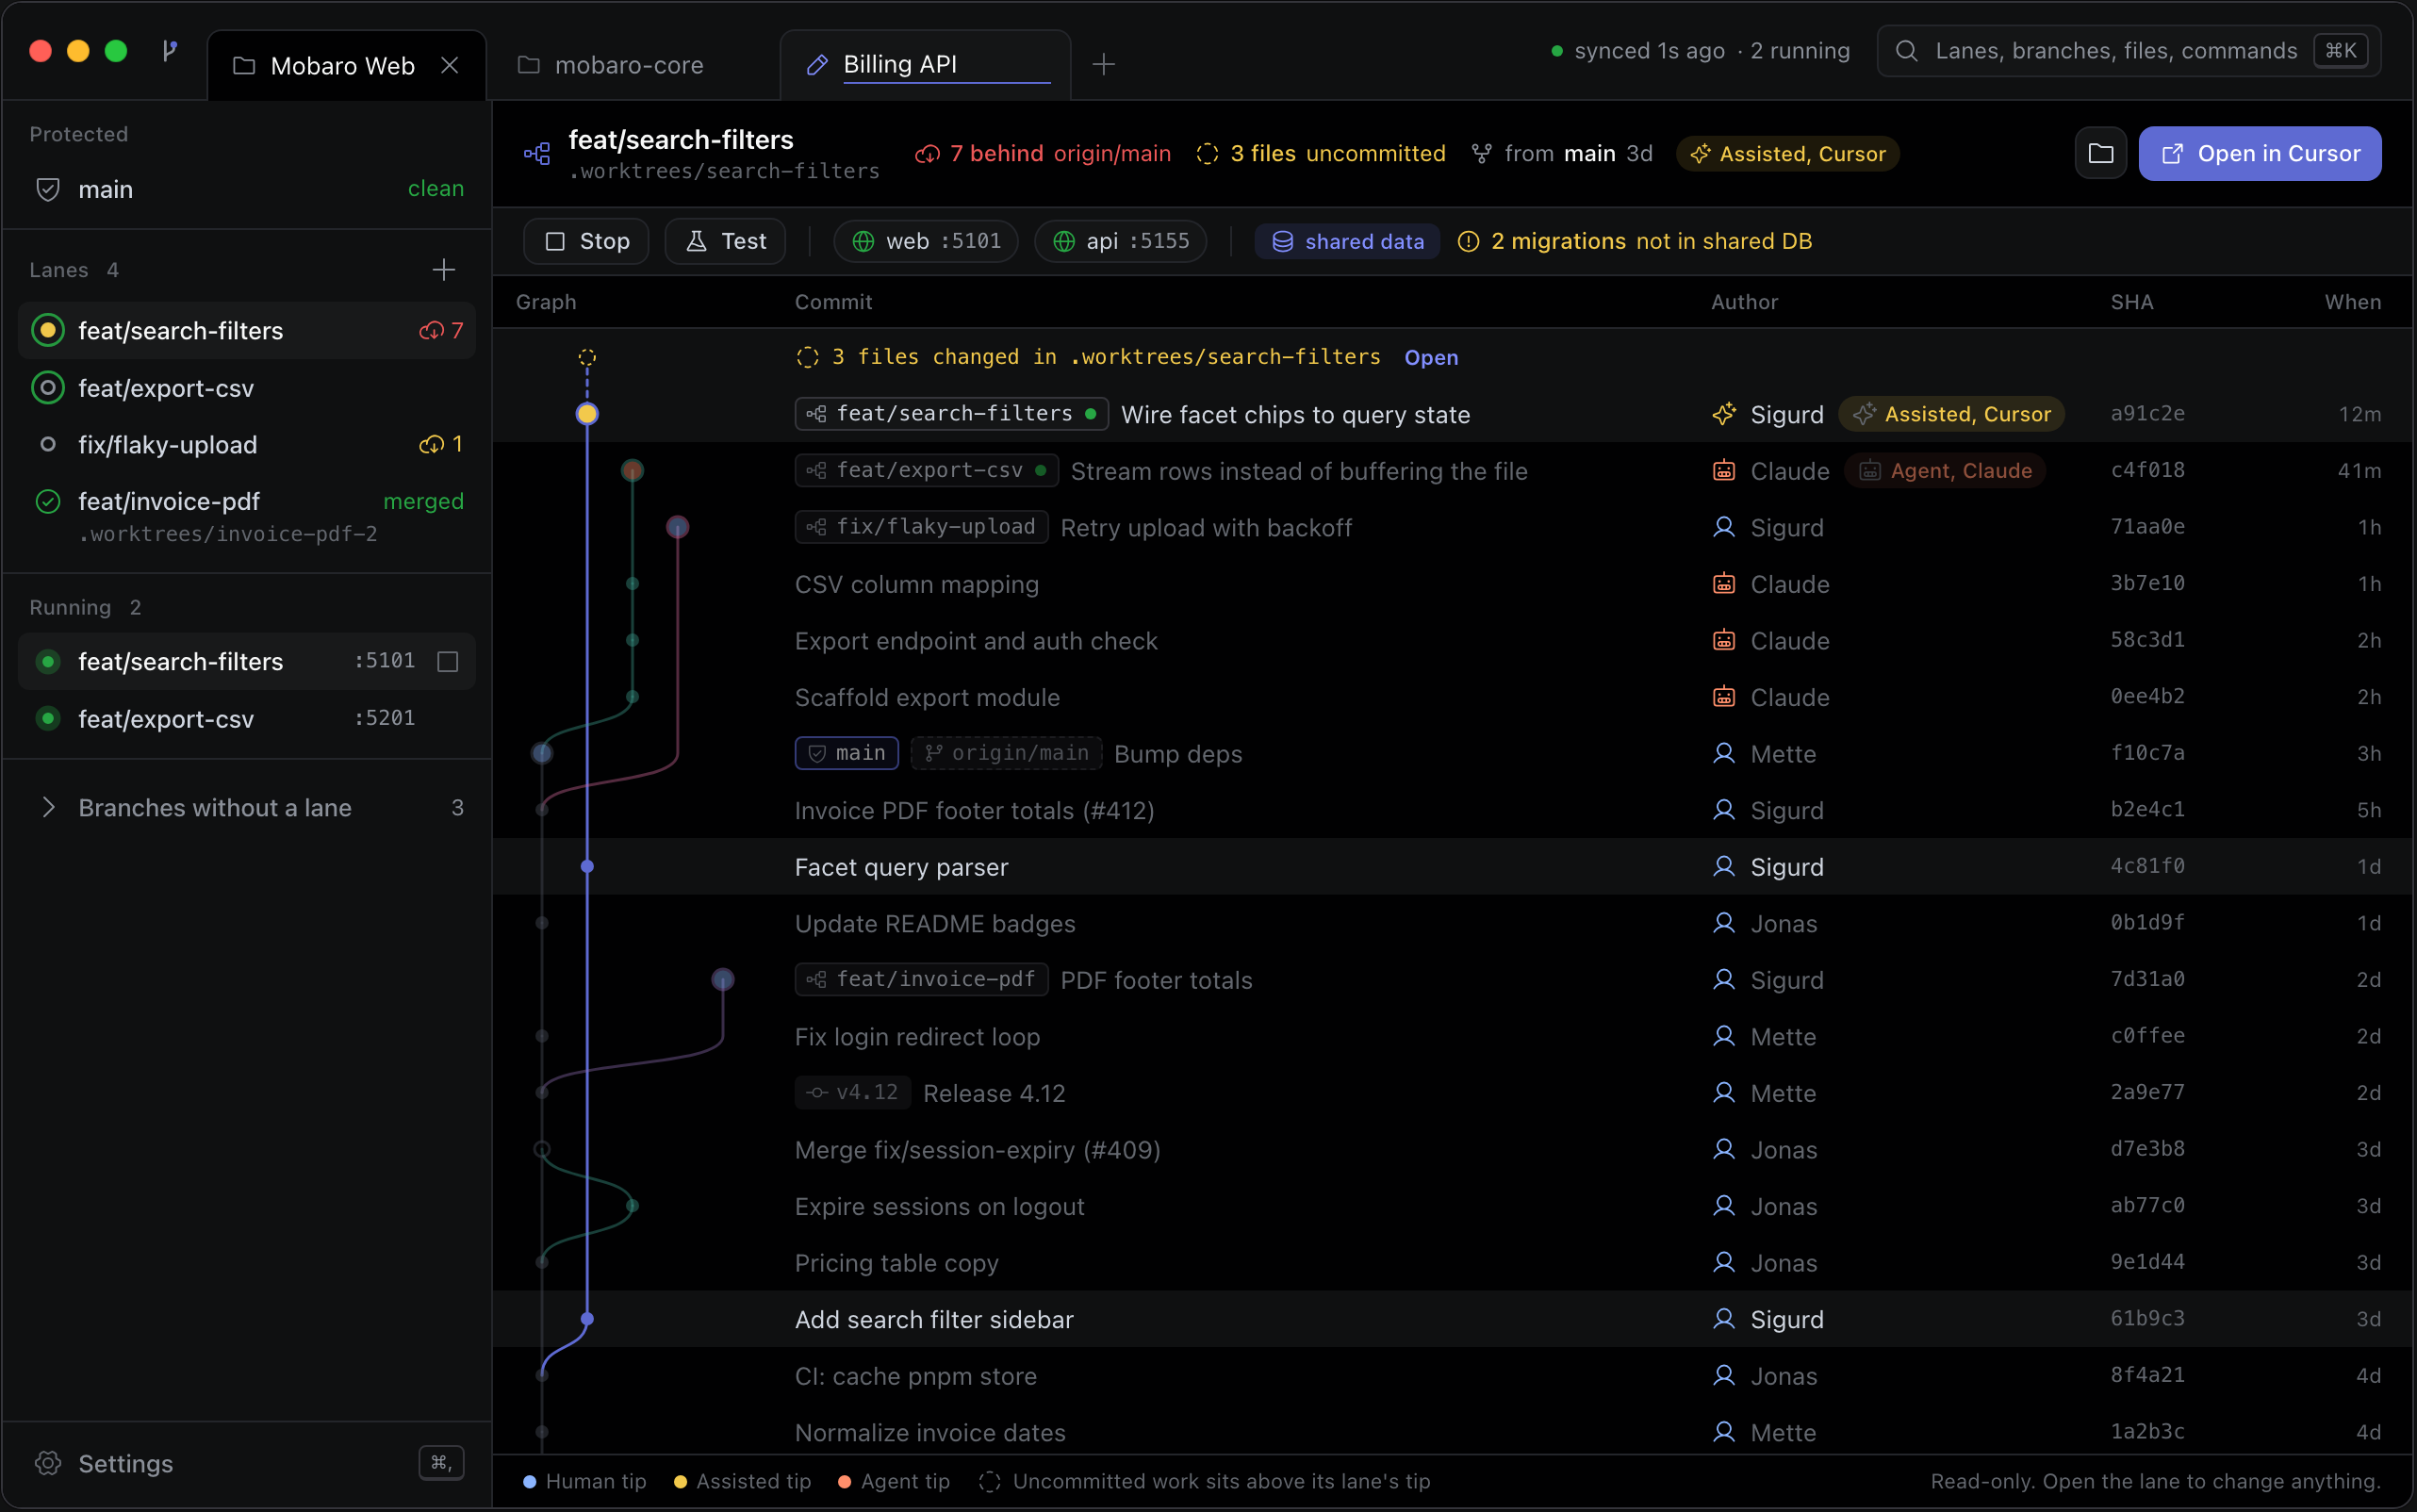 Mobaro Web
mobaro-core
Billing API
synced 1s ago · 2 running
Lanes, branches, files, commands ⌘K
Protected
main clean
Lanes 4
feat/search-filters 7
feat/export-csv
fix/flaky-upload 1
feat/invoice-pdf merged
.worktrees/invoice-pdf-2
Running 2
feat/search-filters :5101
feat/export-csv :5201
Branches without a lane 3
Settings ⌘,
feat/search-filters
.worktrees/search-filters
7 behind origin/main 3 files uncommitted from main 3d Assisted, Cursor
Open in Cursor
Stop Test web :5101 api :5155 shared data 2 migrations not in shared DB
Graph Commit Author SHA When
3 files changed in .worktrees/search-filters Open
feat/search-filters Wire facet chips to query state Sigurd Assisted, Cursor a91c2e 12m
feat/export-csv Stream rows instead of buffering the file Claude Agent, Claude c4f018 41m
fix/flaky-upload Retry upload with backoff Sigurd 71aa0e 1h
CSV column mapping Claude 3b7e10 1h
Export endpoint and auth check Claude 58c3d1 2h
Scaffold export module Claude 0ee4b2 2h
main origin/main Bump deps Mette f10c7a 3h
Invoice PDF footer totals (#412) Sigurd b2e4c1 5h
Facet query parser Sigurd 4c81f0 1d
Update README badges Jonas 0b1d9f 1d
feat/invoice-pdf PDF footer totals Sigurd 7d31a0 2d
Fix login redirect loop Mette c0ffee 2d
v4.12 Release 4.12 Mette 2a9e77 2d
Merge fix/session-expiry (#409) Jonas d7e3b8 3d
Expire sessions on logout Jonas ab77c0 3d
Pricing table copy Jonas 9e1d44 3d
Add search filter sidebar Sigurd 61b9c3 3d
CI: cache pnpm store Jonas 8f4a21 4d
Normalize invoice dates Mette 1a2b3c 4d
Human tip Assisted tip Agent tip Uncommitted work sits above its lane's tip
Read-only. Open the lane to change anything.